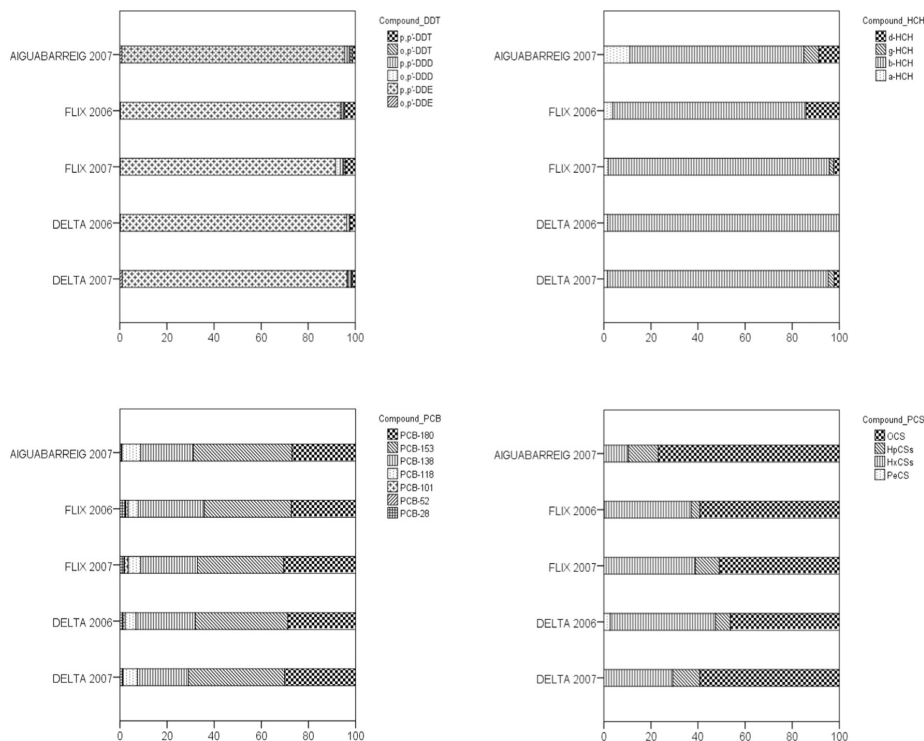 Compound_DDT
p,p'-DDT
o,p'-DDT
p,p'-DDD
o,p'-DDD
p,p'-DDE
o,p'-DDE
AIGUABARREIG 2007
FLIX 2006
FLIX 2007
DELTA 2006
DELTA 2007
0 20 40 60 80 100
Compound_HCH
d-HCH
g-HCH
b-HCH
a-HCH
AIGUABARREIG 2007
FLIX 2006
FLIX 2007
DELTA 2006
DELTA 2007
0 20 40 60 80 100
Compound_PCB
PCB-180
PCB-153
PCB-138
PCB-118
PCB-101
PCB-52
PCB-28
AIGUABARREIG 2007
FLIX 2006
FLIX 2007
DELTA 2006
DELTA 2007
0 20 40 60 80 100
Compound_PCS
OCS
HpCSs
HxCSs
PeCS
AIGUABARREIG 2007
FLIX 2006
FLIX 2007
DELTA 2006
DELTA 2007
0 20 40 60 80 100